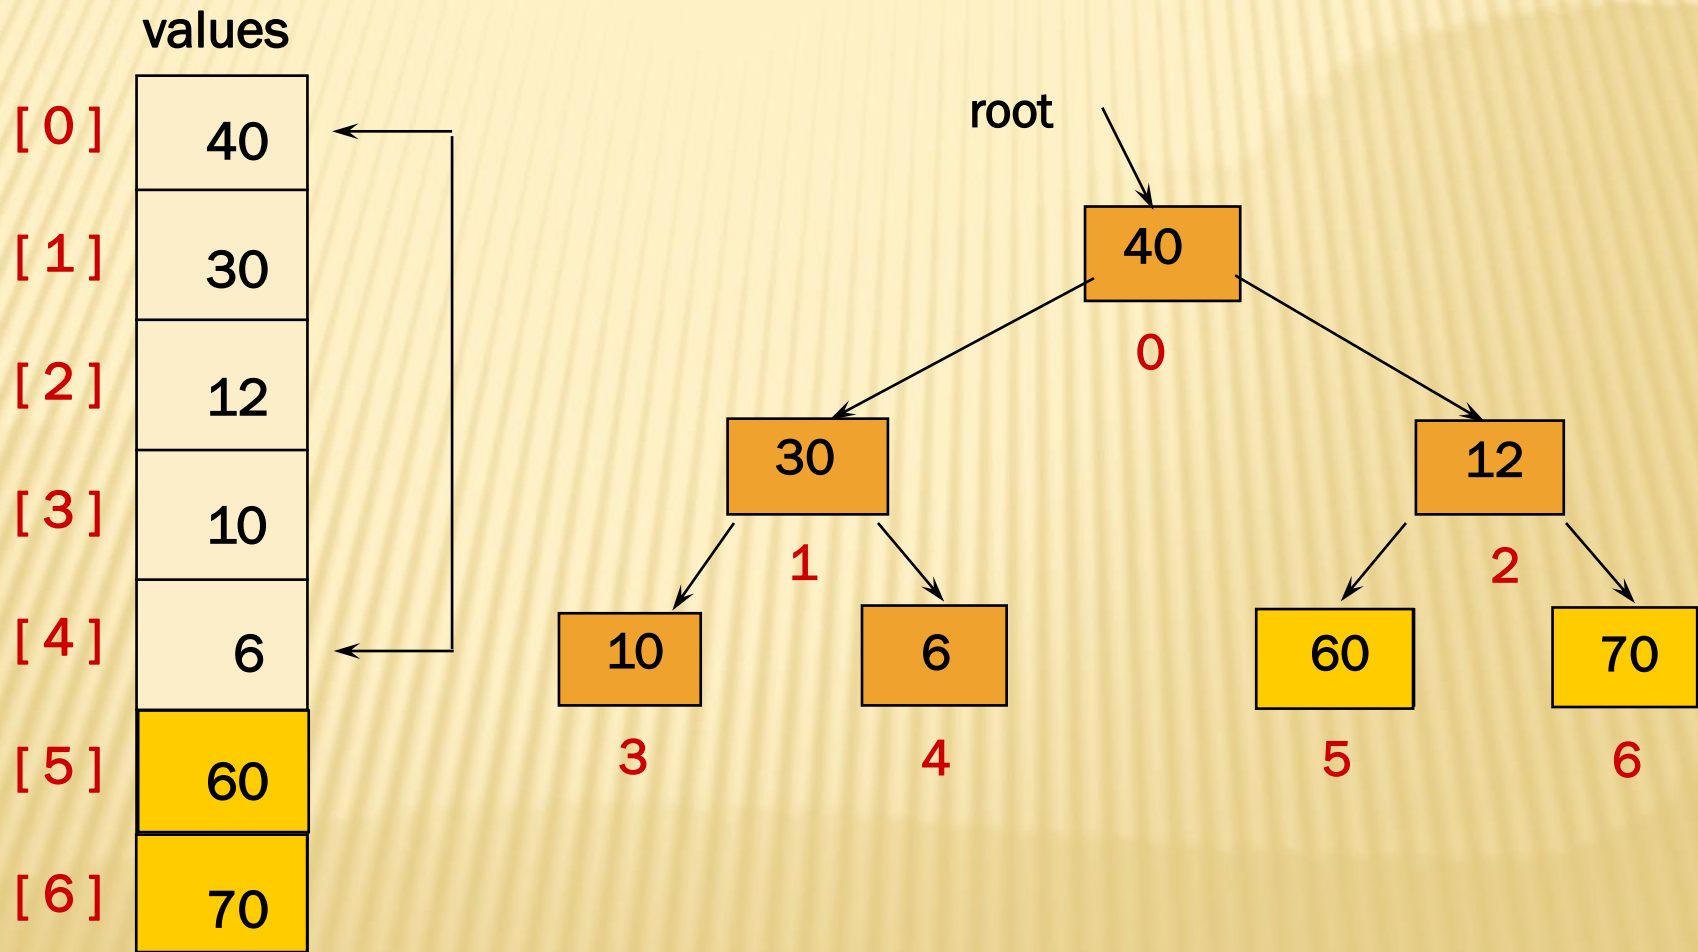 values
[ 0 ] 40
[ 1 ] 30
[ 2 ] 12
[ 3 ] 10
[ 4 ] 6
[ 5 ] 60
[ 6 ] 70
root
40
0
30 12
1 2
10 6 60 70
3 4 5 6